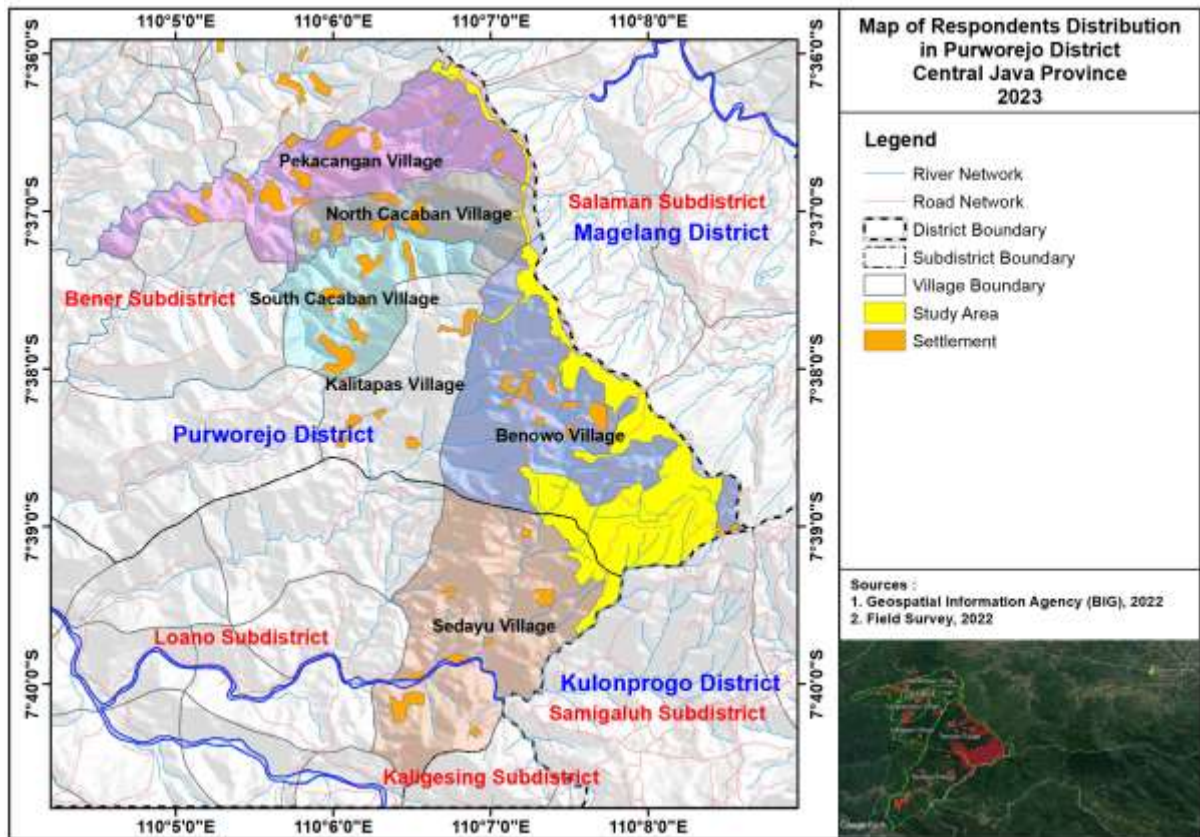 110°5'0"E 110°6'0"E 110°7'0"E 110°8'0"E
7°36'0"S
7°37'0"S
7°38'0"S
7°39'0"S
7°40'0"S
Pekacangan Village
North Cacaban Village
Salaman Subdistrict
Magelang District
Bener Subdistrict
South Cacaban Village
Kalitapas Village
Purworejo District
Benowo Village
Sedayu Village
Loano Subdistrict
Kulonprogo District
Samigaluh Subdistrict
Kaligesing Subdistrict
7°36'0"S
7°37'0"S
7°38'0"S
7°39'0"S
7°40'0"S
110°5'0"E 110°6'0"E 110°7'0"E 110°8'0"E
Map of Respondents Distribution
in Purworejo District
Central Java Province
2023
Legend
River Network
Road Network
District Boundary
Subdistrict Boundary
Village Boundary
Study Area
Settlement
Sources :
1. Geospatial Information Agency (BIG), 2022
2. Field Survey, 2022